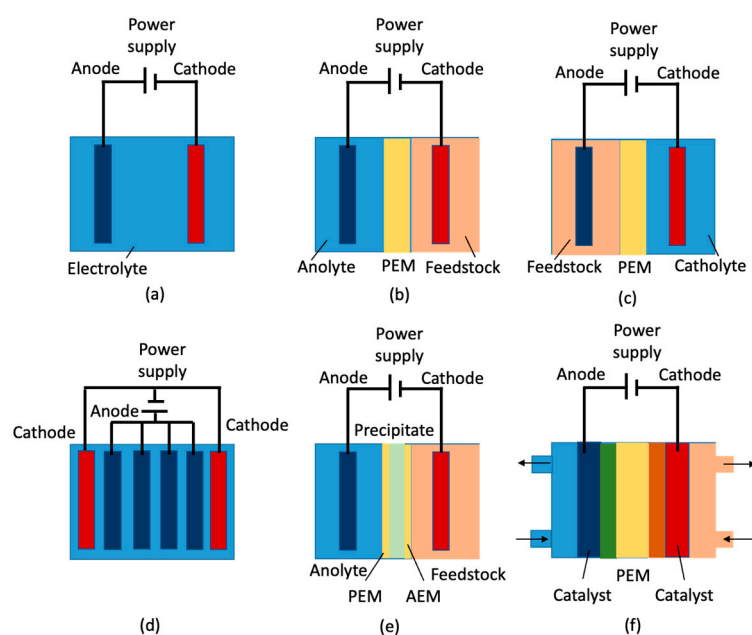 Power
supply
Anode
Cathode
Electrolyte
(a)
Power
supply
Anode
Cathode
Anolyte
PEM
Feedstock
(b)
Power
supply
Anode
Cathode
Feedstock
PEM
Catholyte
(c)
Power
supply
Anode
Cathode
Cathode
(d)
Power
supply
Anode
Cathode
Precipitate
Anolyte
PEM
AEM
Feedstock
(e)
Power
supply
Anode
Cathode
PEM
Catalyst
Catalyst
(f)